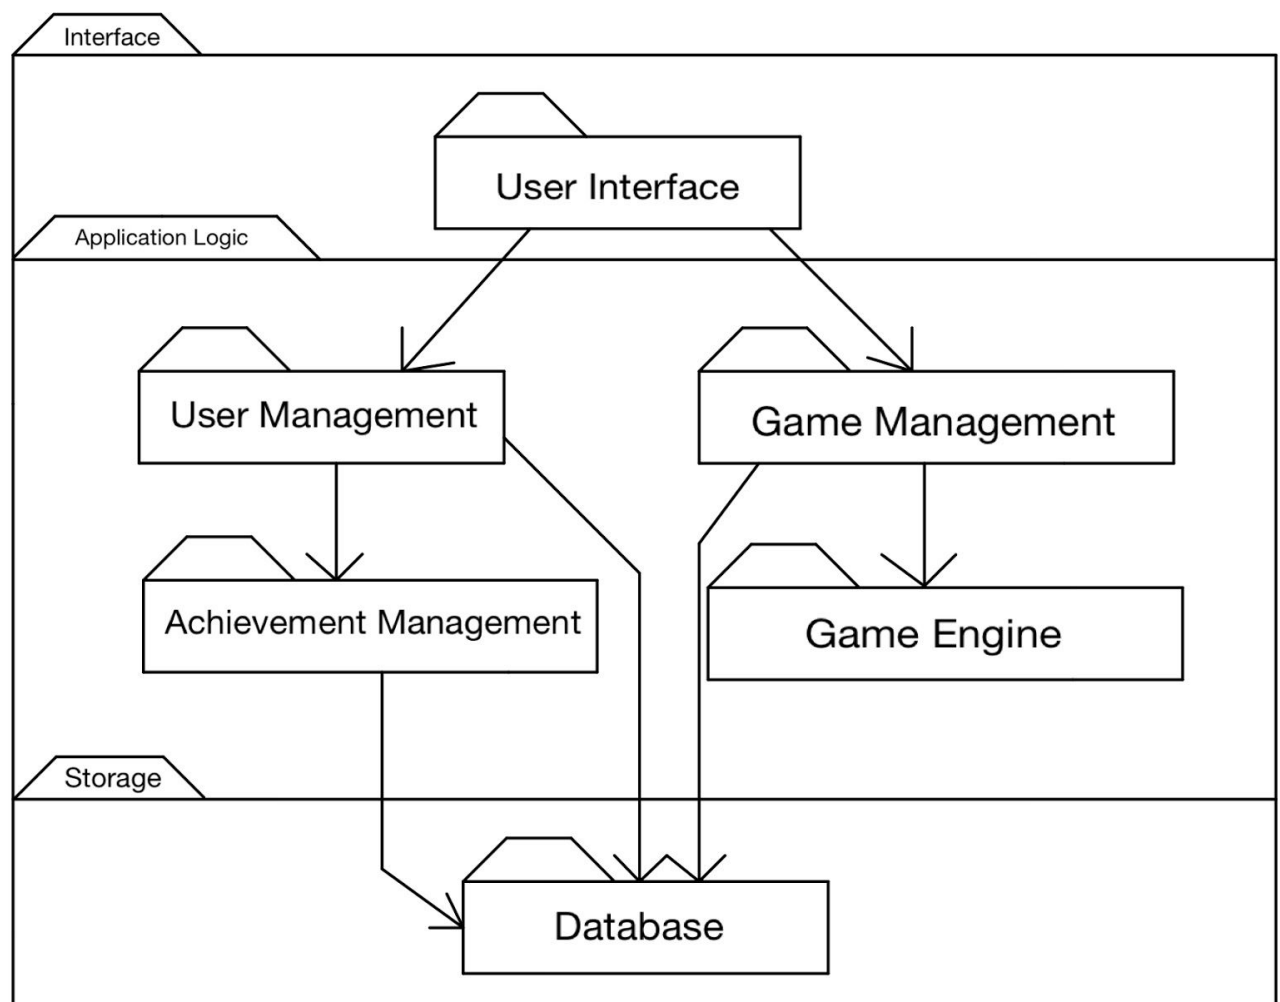 Interface
User Interface
Application Logic
User Management
Game Management
Achievement Management
Game Engine
Storage
Database